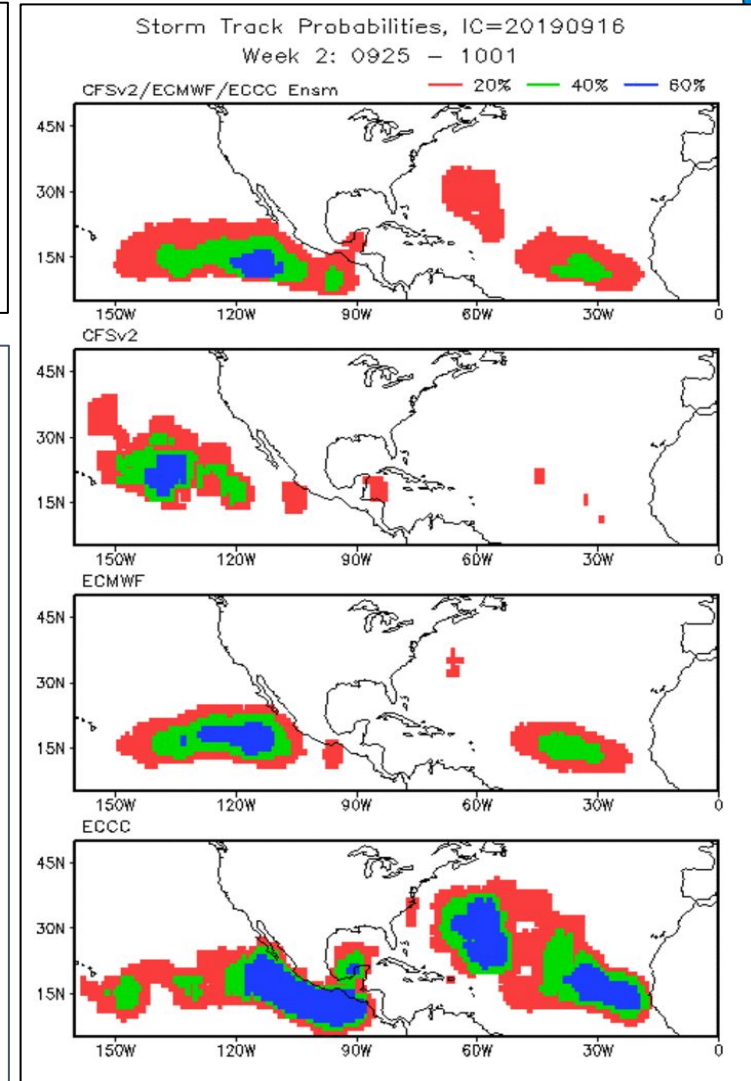 Storm Track Probabilities, IC=20190916
Week 2: 0925 – 1001
CFSv2/ECMWF/ECCC Ensm 20% 40% 60%
45N
30N
15N
150W 120W 90W 60W 30W 0
CFSv2
45N
30N
15N
150W 120W 90W 60W 30W 0
ECMWF
45N
30N
15N
150W 120W 90W 60W 30W 0
ECCC
45N
30N
15N
150W 120W 90W 60W 30W 0